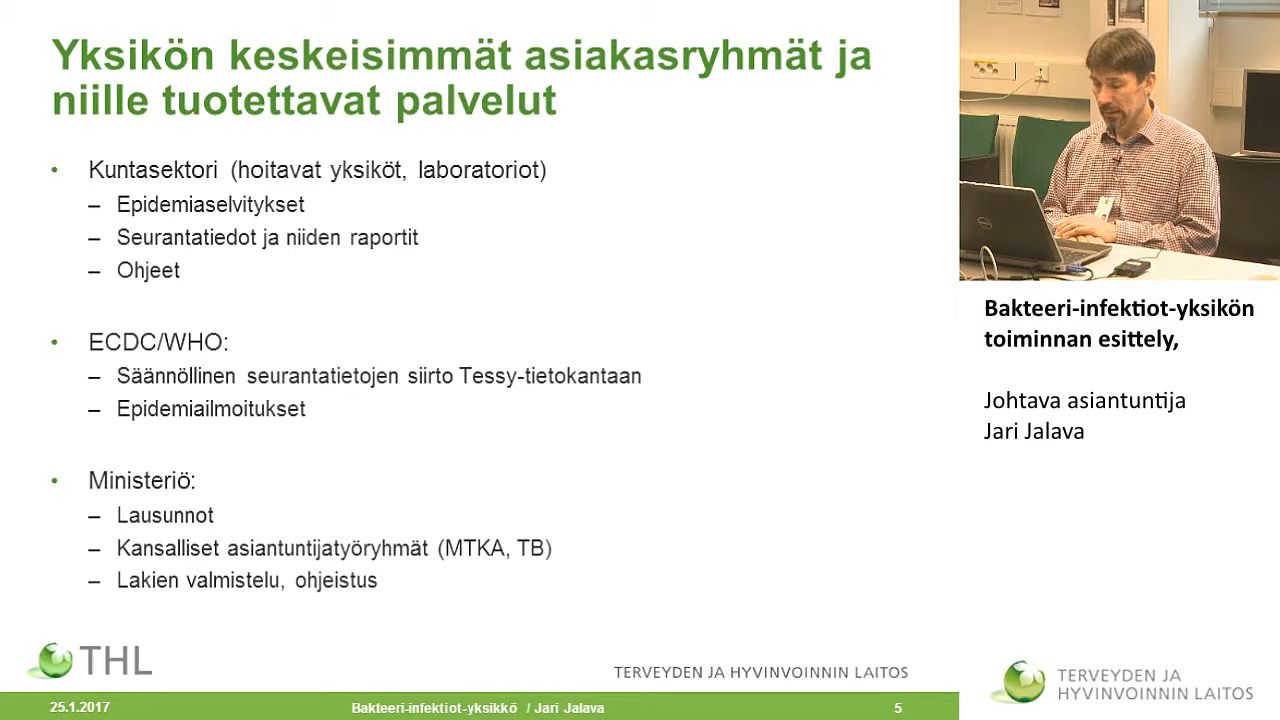 Yksikön keskeisimmät asiakasryhmät ja
niille tuotettavat palvelut
• Kuntasektori (hoitavat yksiköt, laboratoriot)
– Epidemiaselvitykset
– Seurantatiedot ja niiden raportit
– Ohjeet
• ECDC/WHO:
– Säännöllinen seurantatietojen siirto Tessy-tietokantaan
– Epidemiailmoitukset
• Ministeriö:
– Lausunnot
– Kansalliset asiantuntijatyöryhmät (MTKA, TB)
– Lakien valmistelu, ohjeistus
THL
TERVEYDEN JA HYVINVOINNIN LAITOS
25.1.2017
Bakteeri-infektiot-yksikkö / Jari Jalava
5
Bakteeri-infektiot-yksikön
toiminnan esittely,
Johtava asiantuntija
Jari Jalava
TERVEYDEN JA
HYVINVOINNIN LAITOS